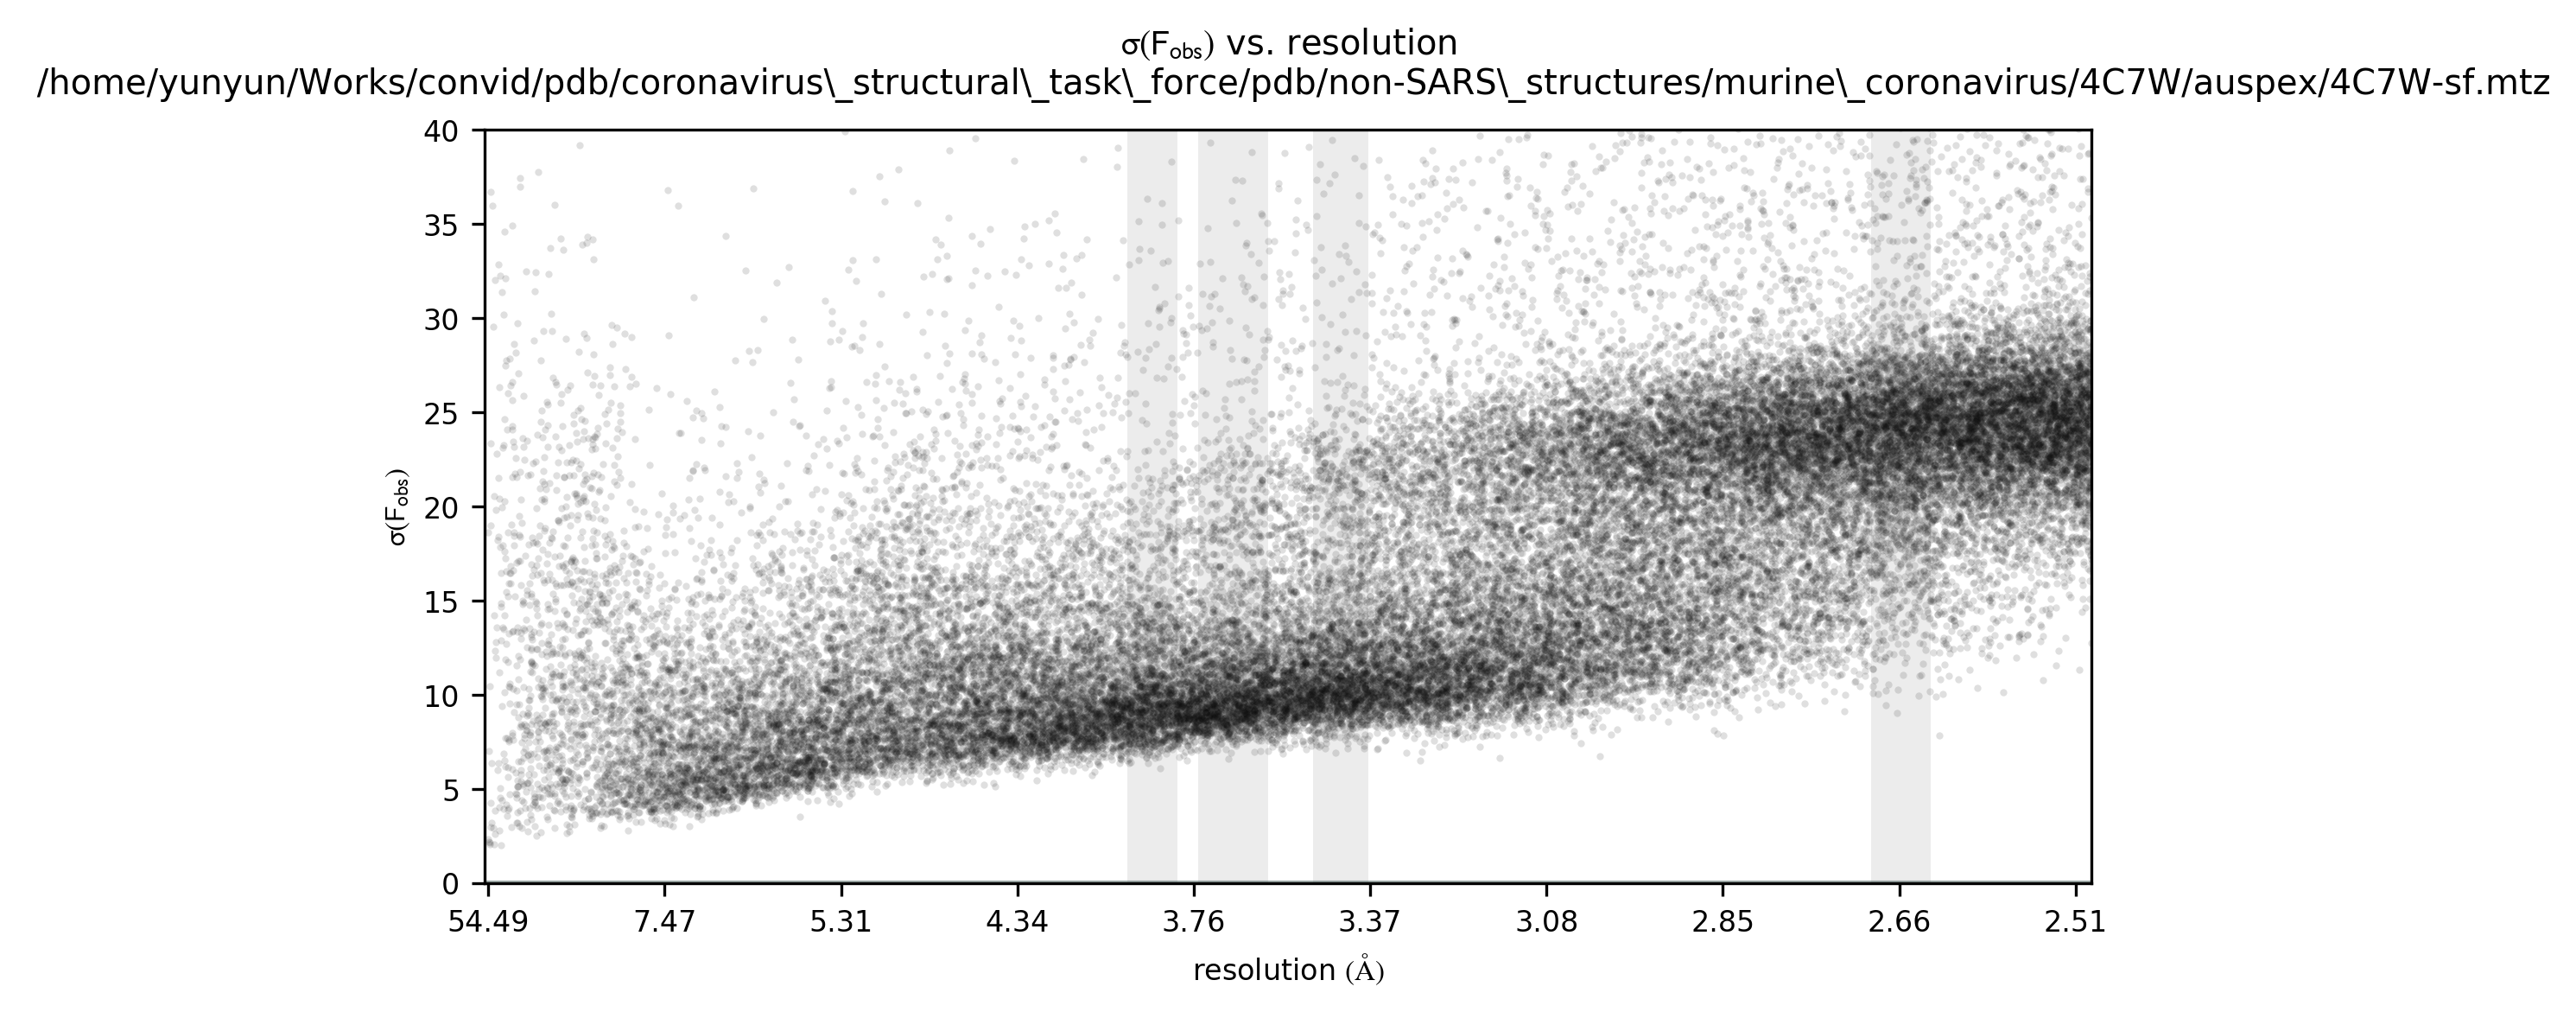 σ(F_obs) vs. resolution
/home/yunyun/Works/convid/pdb/coronavirus\_structural\_task\_force/pdb/non-SARS\_structures/murine\_coronavirus/4C7W/auspex/4C7W-sf.mtz
40
35
30
25
20
15
10
5
0
σ(F_obs)
54.49 7.47 5.31 4.34 3.76 3.37 3.08 2.85 2.66 2.51
resolution (Å)